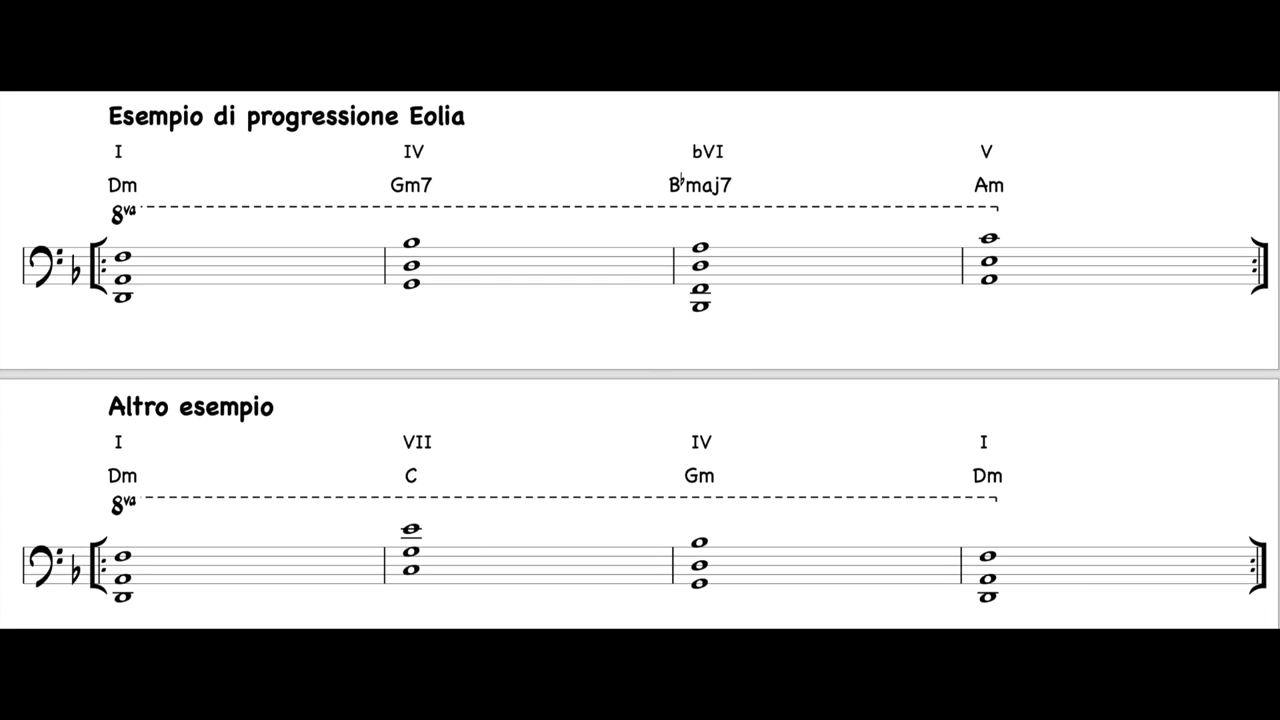 Esempio di progressione Eolia
I IV bVI V
Dm Gm7 B♭maj7 Am
8va
Altro esempio
I VII IV I
Dm C Gm Dm
8va